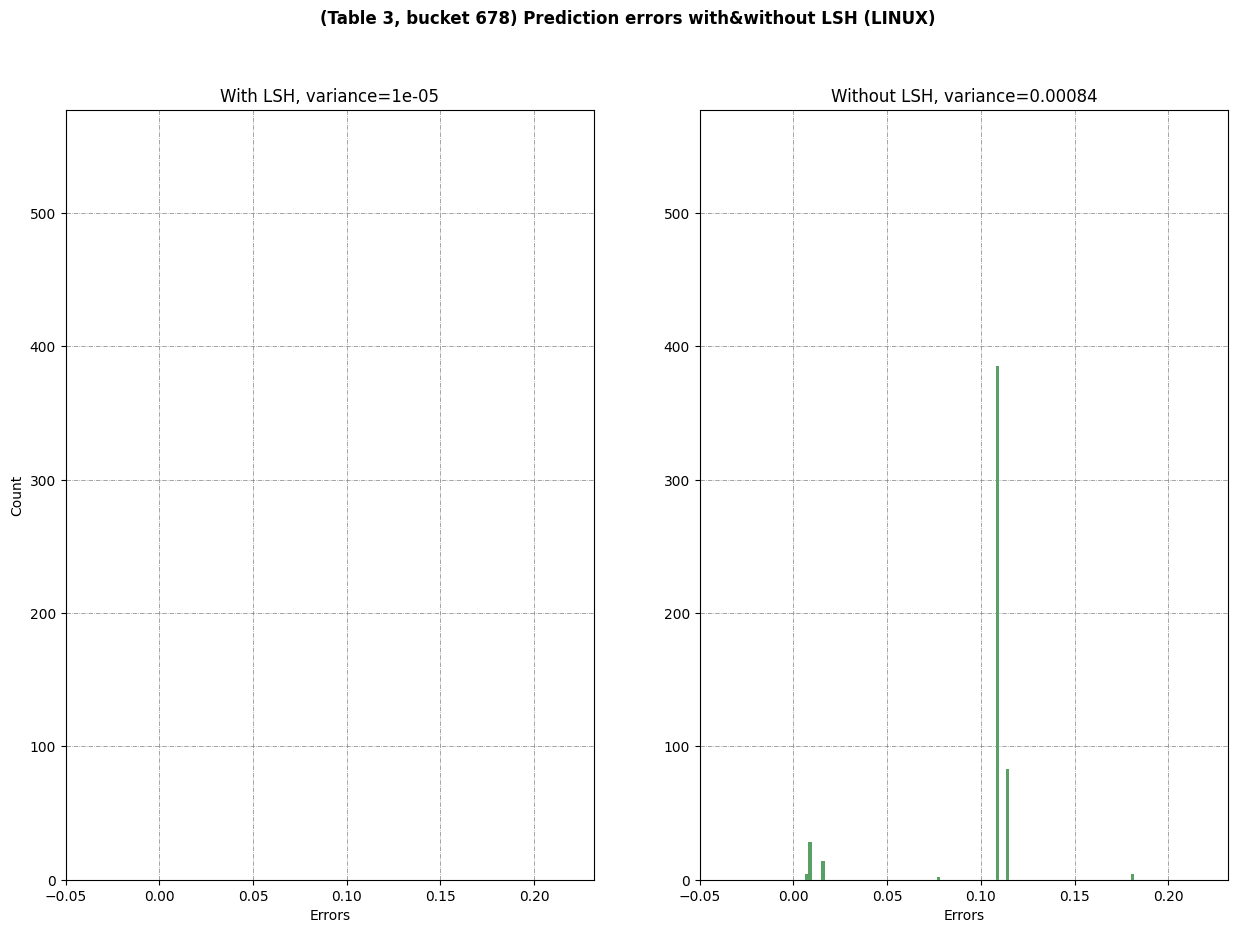 (Table 3, bucket 678) Prediction errors with&without LSH (LINUX)
With LSH, variance=1e-05
Count
500
400
300
200
100
0
−0.05 0.00 0.05 0.10 0.15 0.20
Errors
Without LSH, variance=0.00084
500
400
300
200
100
0
−0.05 0.00 0.05 0.10 0.15 0.20
Errors